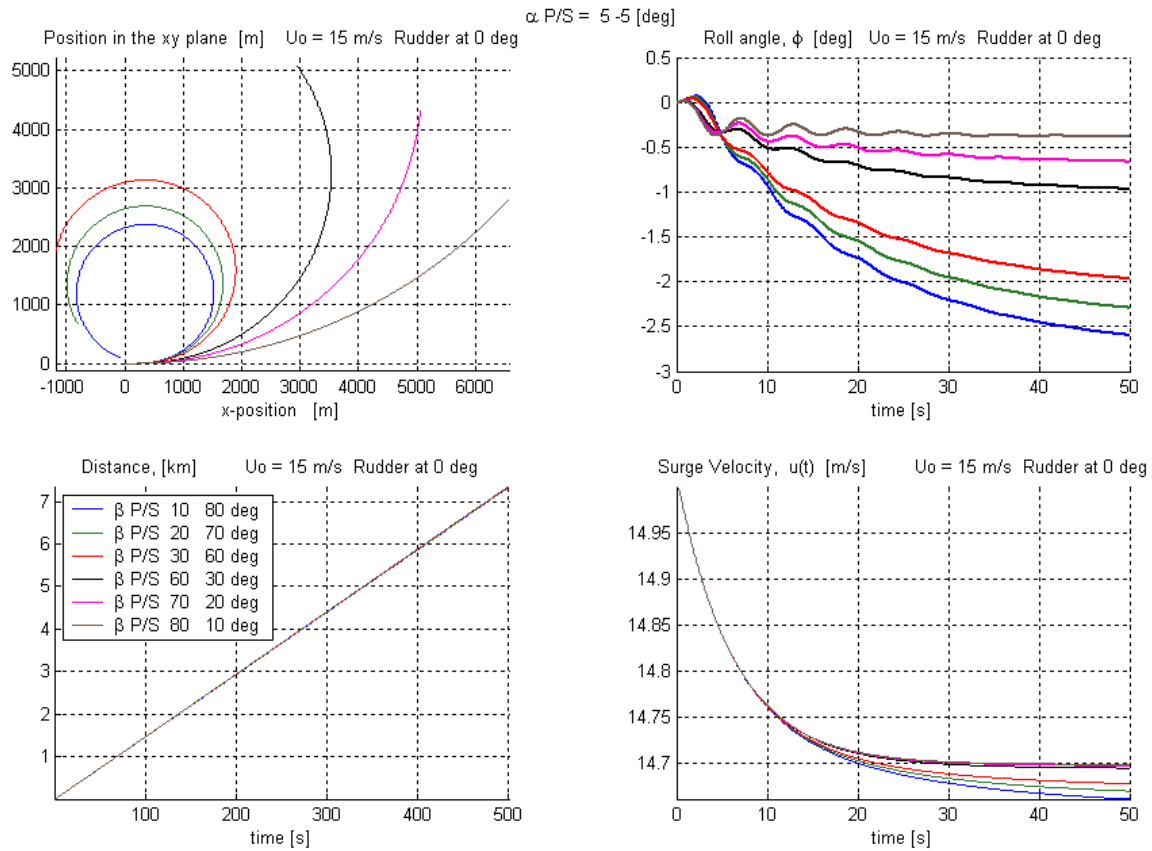 α P/S = 5 -5 [deg]
Position in the xy plane [m] Uo = 15 m/s Rudder at 0 deg
5000
4000
3000
2000
1000
0
-1000 0 1000 2000 3000 4000 5000 6000
x-position [m]
Roll angle, ϕ [deg] Uo = 15 m/s Rudder at 0 deg
0.5
0
-0.5
-1
-1.5
-2
-2.5
-3
0 10 20 30 40 50
time [s]
Distance, [km] Uo = 15 m/s Rudder at 0 deg
7
6
5
4
3
2
1
β P/S 10 80 deg
β P/S 20 70 deg
β P/S 30 60 deg
β P/S 60 30 deg
β P/S 70 20 deg
β P/S 80 10 deg
100 200 300 400 500
time [s]
Surge Velocity, u(t) [m/s] Uo = 15 m/s Rudder at 0 deg
14.95
14.9
14.85
14.8
14.75
14.7
0 10 20 30 40 50
time [s]